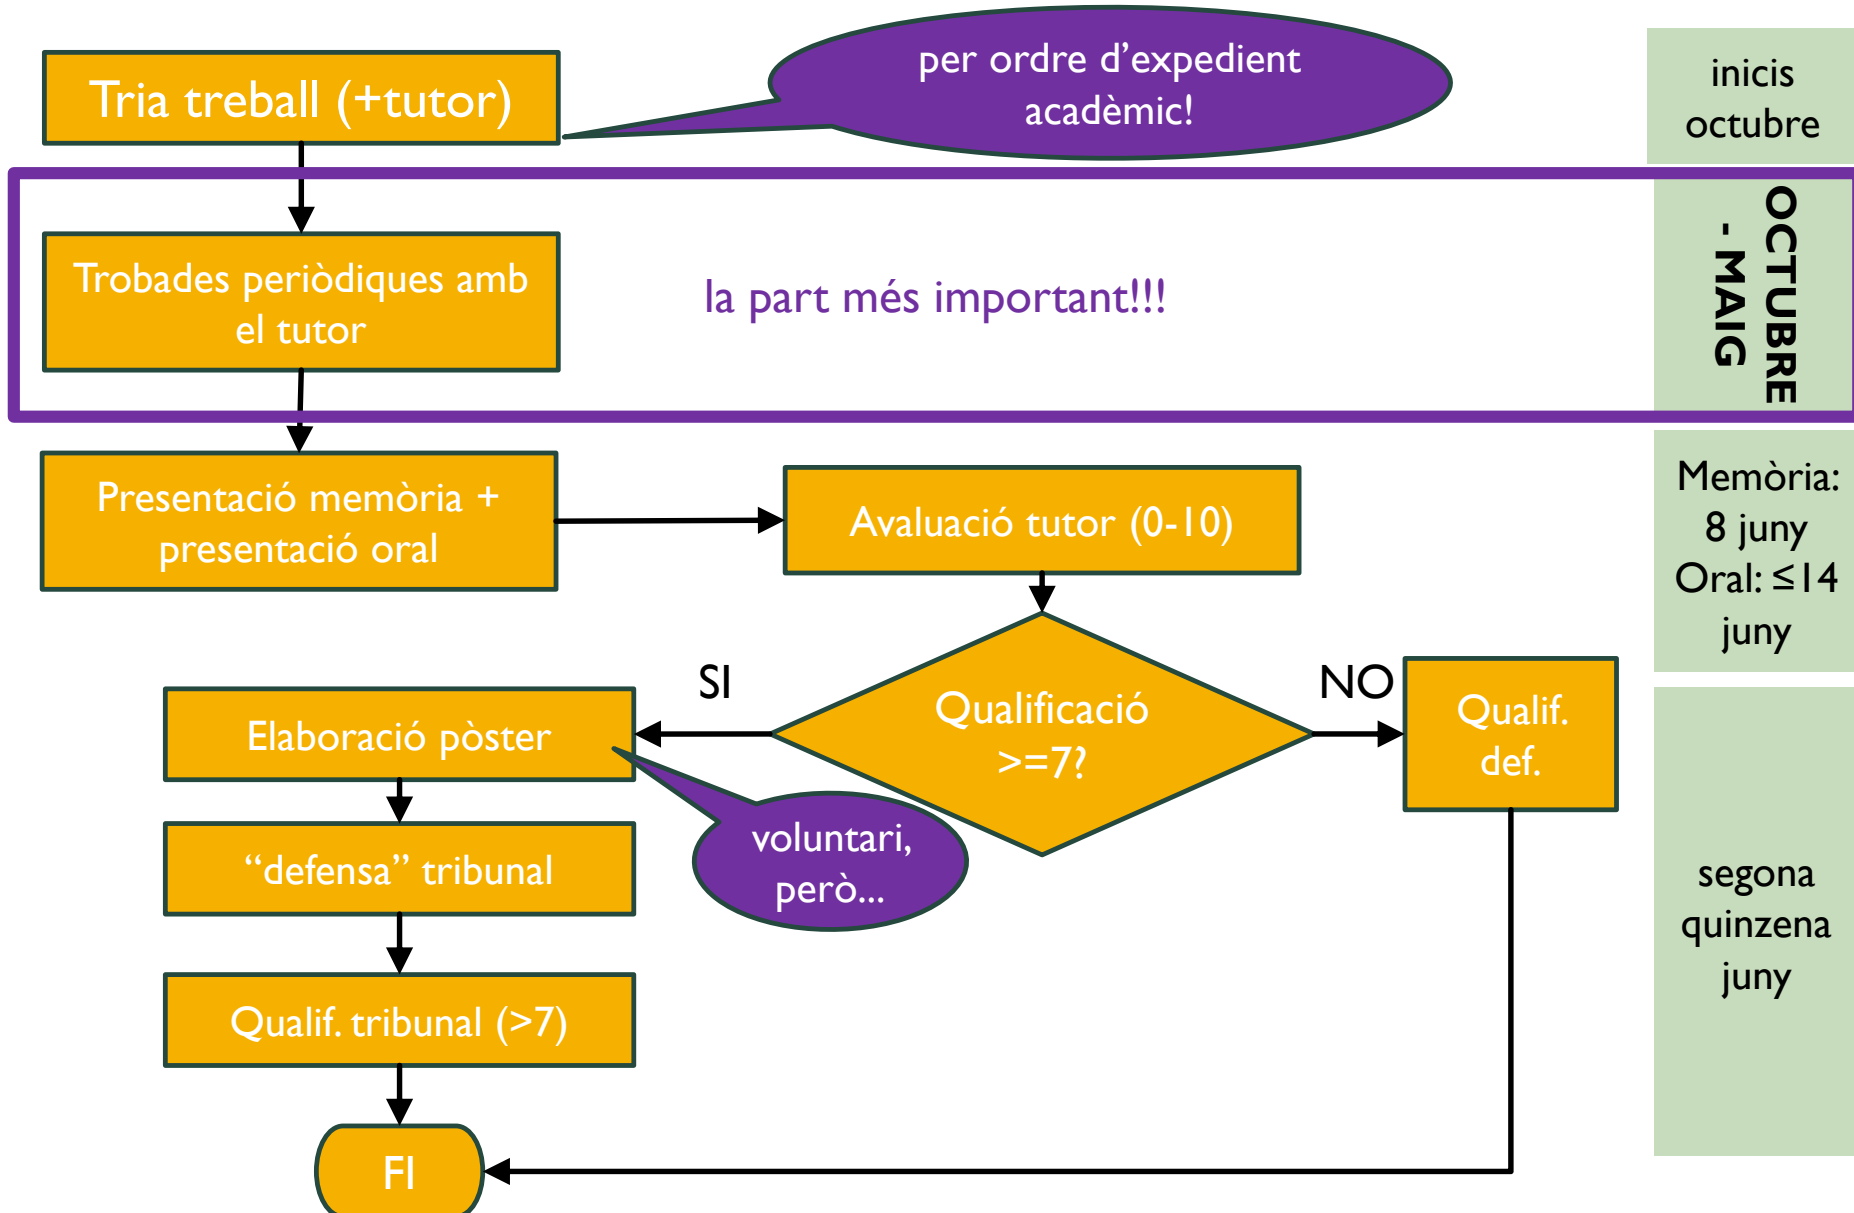 Tria treball (+tutor)
per ordre d’expedient
acadèmic!
inicis
octubre
Trobades periòdiques amb
el tutor
la part més important!!!
OCTUBRE
- MAIG
Presentació memòria +
presentació oral
Avaluació tutor (0-10)
Memòria:
8 juny
Oral: ≤14
juny
SI
Qualificació
>=7?
NO
Qualif.
def.
Elaboració pòster
voluntari,
però...
“defensa” tribunal
Qualif. tribunal (>7)
segona
quinzena
juny
FI